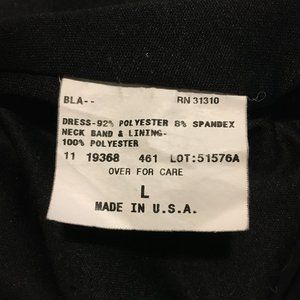 BLA-- RN 31310
DRESS-92% POLYESTER 8% SPANDEX
NECK BAND & LINING-
100% POLYESTER
11 19368 461 LOT:51576A
OVER FOR CARE
L
MADE IN U.S.A.